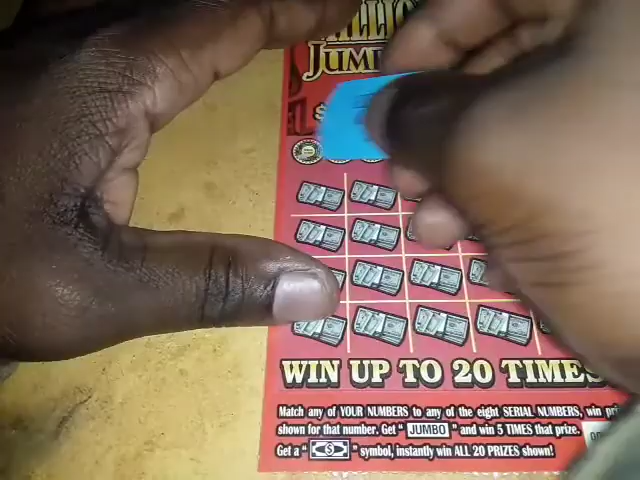 WIN UP TO 20 TIMES
Match any of YOUR NUMBERS to any of the eight SERIAL NUMBERS, win
shown for that number. Get "JUMBO" and win 5 TIMES that prize.
Get a "$" symbol, instantly win ALL 20 PRIZES shown!